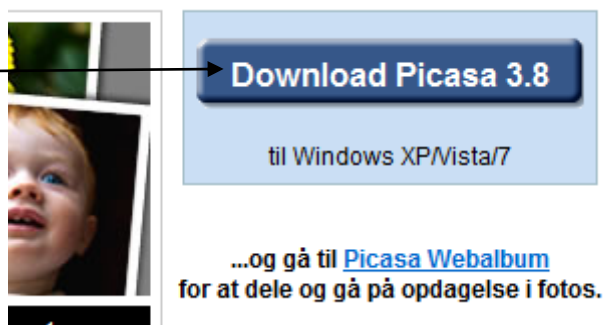 Download Picasa 3.8
til Windows XP/Vista/7
...og gå til Picasa Webalbum
for at dele og gå på opdagelse i fotos.